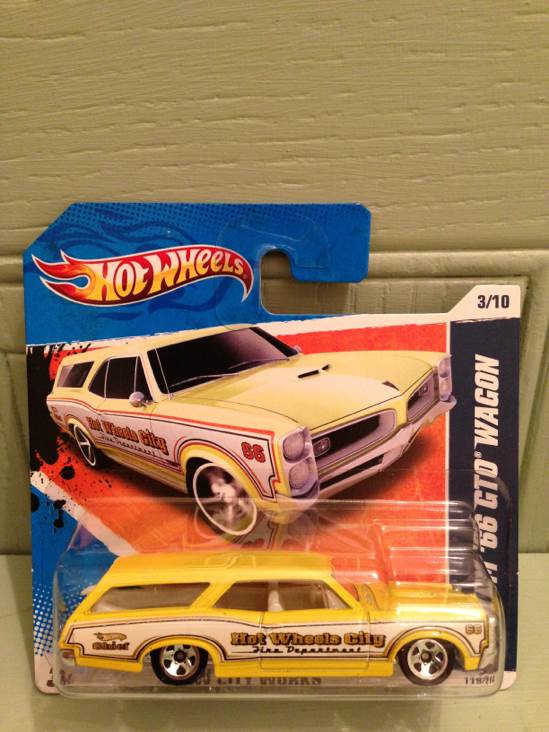 HOT WHEELS
3/10
'66 GTO WAGON
Hot Wheels City
Fire Department
66
Hot Wheels City
Fire Department
66
Chief
CITY WORKS